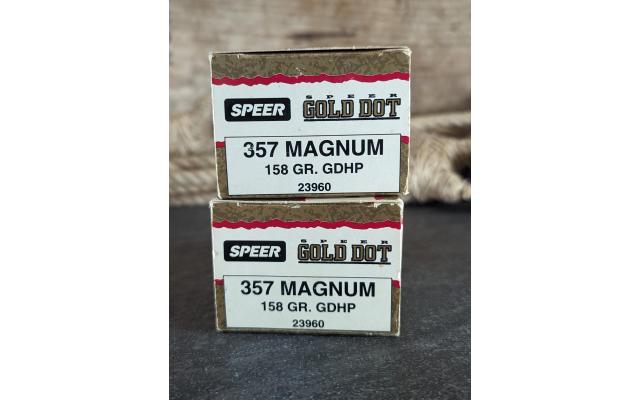 SPEER
SPEER
GOLD DOT
357 MAGNUM
158 GR. GDHP
23960
SPEER
SPEER
GOLD DOT
357 MAGNUM
158 GR. GDHP
23960